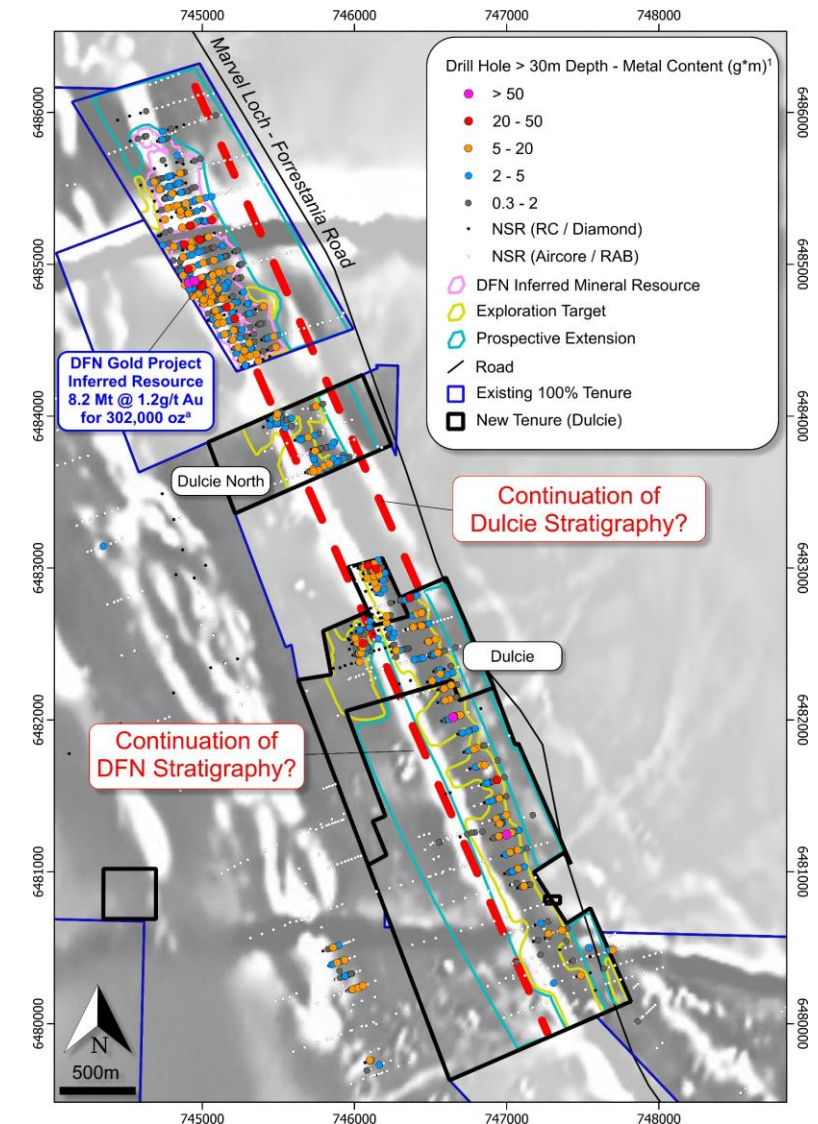 745000 746000 747000 748000
Marvel Loch - Forrestania Road
Drill Hole > 30m Depth - Metal Content (g*m)¹
> 50
20 - 50
5 - 20
2 - 5
0.3 - 2
NSR (RC / Diamond)
NSR (Aircore / RAB)
DFN Inferred Mineral Resource
Exploration Target
Prospective Extension
Road
Existing 100% Tenure
New Tenure (Dulcie)
6486000 6486000
6485000 6485000
DFN Gold Project
Inferred Resource
8.2 Mt @ 1.2g/t Au
for 302,000 ozᵃ
6484000 6484000
Dulcie North
Continuation of
Dulcie Stratigraphy?
6483000 6483000
Dulcie
6482000 6482000
Continuation of
DFN Stratigraphy?
6481000 6481000
6480000 6480000
N
500m
745000 746000 747000 748000